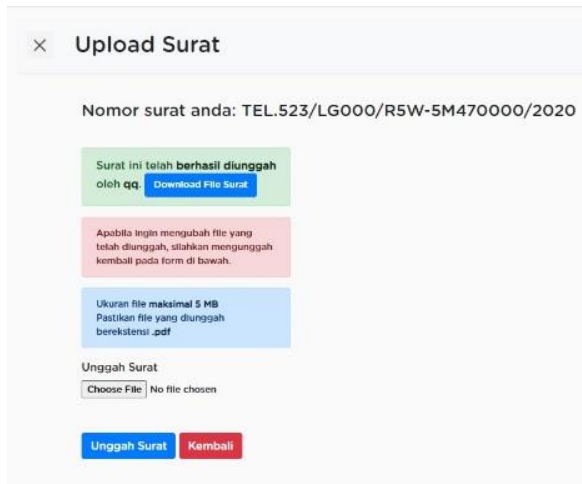 Upload Surat
Nomor surat anda: TEL.523/LG000/R5W-5M470000/2020
Surat ini telah berhasil diunggah
oleh qq. Download File Surat
Apabila ingin mengubah file yang
telah diunggah, silahkan mengunggah
kembali pada form di bawah.
Ukuran file maksimal 5 MB
Pastikan file yang diunggah
berekstensi .pdf
Unggah Surat
Choose File No file chosen
Unggah Surat Kembali